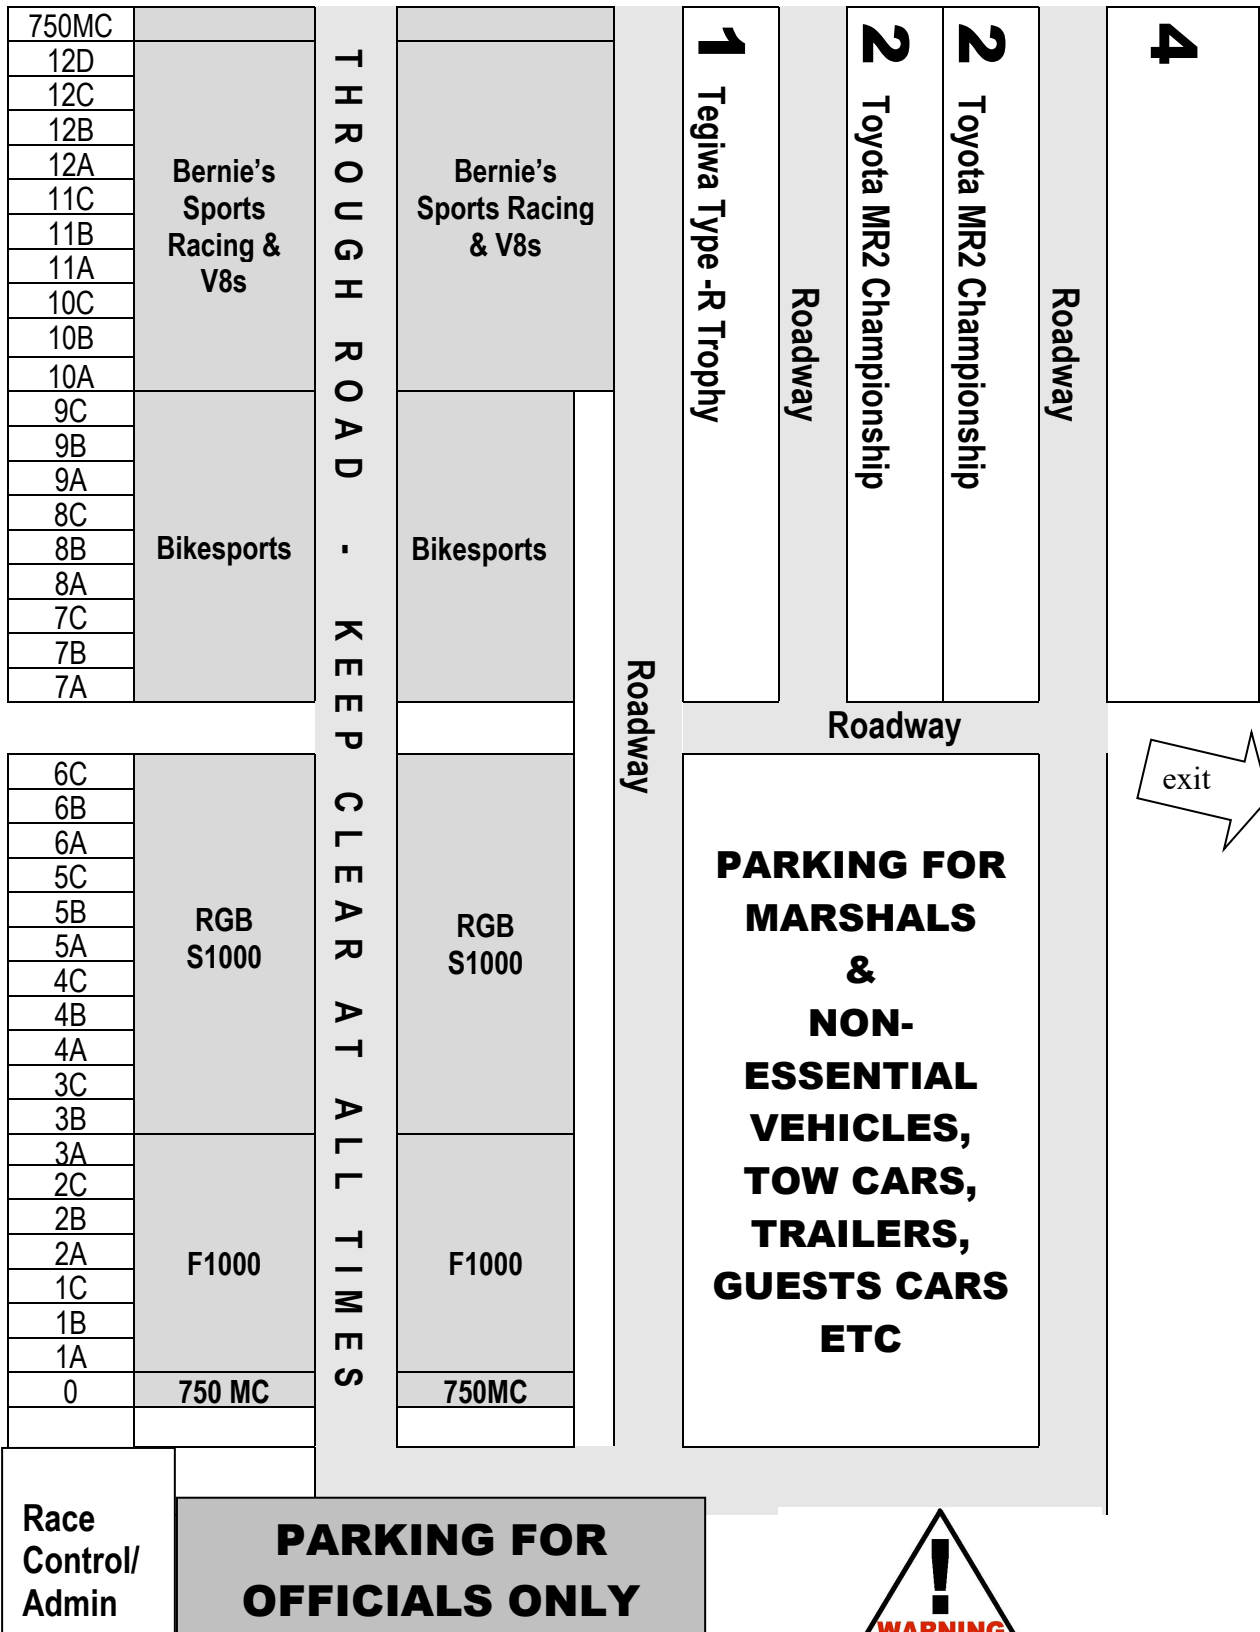 750MC
12D
12C
12B
12A
11C
11B
11A
10C
10B
10A
9C
9B
9A
8C
8B
8A
7C
7B
7A
6C
6B
6A
5C
5B
5A
4C
4B
4A
3C
3B
3A
2C
2B
2A
1C
1B
1A
0
Bernie’s
Sports
Racing &
V8s
Bikesports
RGB
S1000
F1000
750 MC
THROUGH ROAD - KEEP CLEAR AT ALL TIMES
Bernie’s
Sports Racing
& V8s
Bikesports
RGB
S1000
F1000
750MC
Roadway
1 Tegiwa Type -R Trophy
Roadway
2 Toyota MR2 Championship
2 Toyota MR2 Championship
Roadway
4
Roadway
exit
PARKING FOR
MARSHALS
&
NON-
ESSENTIAL
VEHICLES,
TOW CARS,
TRAILERS,
GUESTS CARS
ETC
Race
Control/
Admin
PARKING FOR
OFFICIALS ONLY
!
WARNING